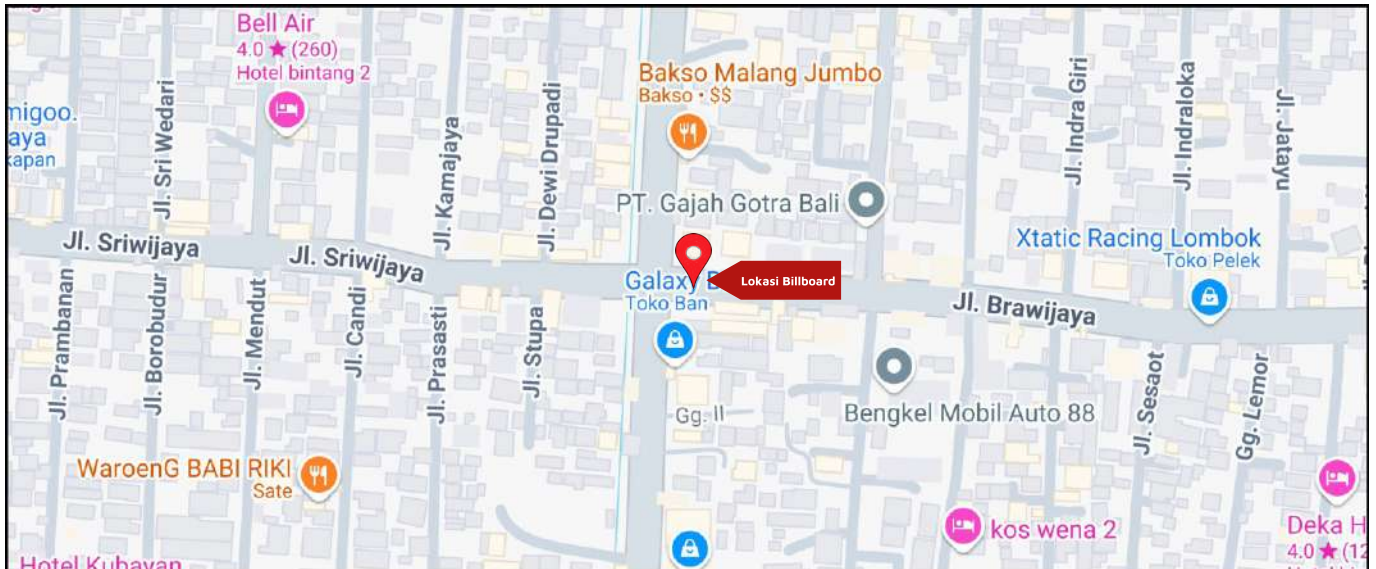 Bell Air
4.0 ★ (260)
Hotel bintang 2
migoo.
aya
kapan
Jl. Sri Wedari
Jl. Kamajaya
Jl. Dewi Drupadi
Bakso Malang Jumbo
Bakso • $$
PT. Gajah Gotra Bali
Jl. Indra Giri
Jl. Indraloka
Jl. Jatayu
Jl. Sriwijaya
Jl. Sriwijaya
Xtatic Racing Lombok
Toko Pelek
Galaxy B
Toko Ban
Lokasi Billboard
Jl. Brawijaya
Jl. Prambanan
Jl. Borobudur
Jl. Mendut
Jl. Candi
Jl. Prasasti
Jl. Stupa
Gg. II
Bengkel Mobil Auto 88
Jl. Sesaot
Gg. Lemor
WaroenG BABI RIKI
Sate
kos wena 2
Deka H
4.0 ★ (12
Hotel Kubayan